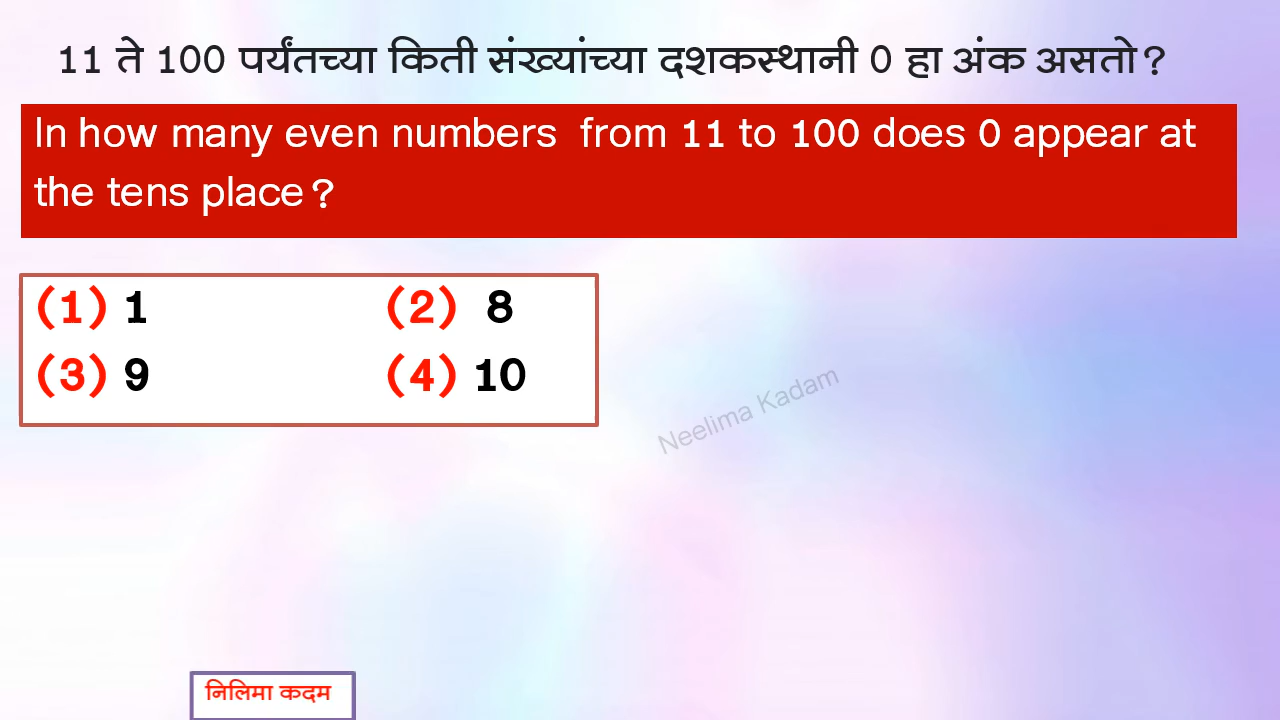 11 ते 100 पर्यंतच्या किती संख्यांच्या दशकस्थानी 0 हा अंक असतो?
In how many even numbers from 11 to 100 does 0 appear at
the tens place?
(1) 1 (2) 8
(3) 9 (4) 10
Neelima Kadam
निलिमा कदम